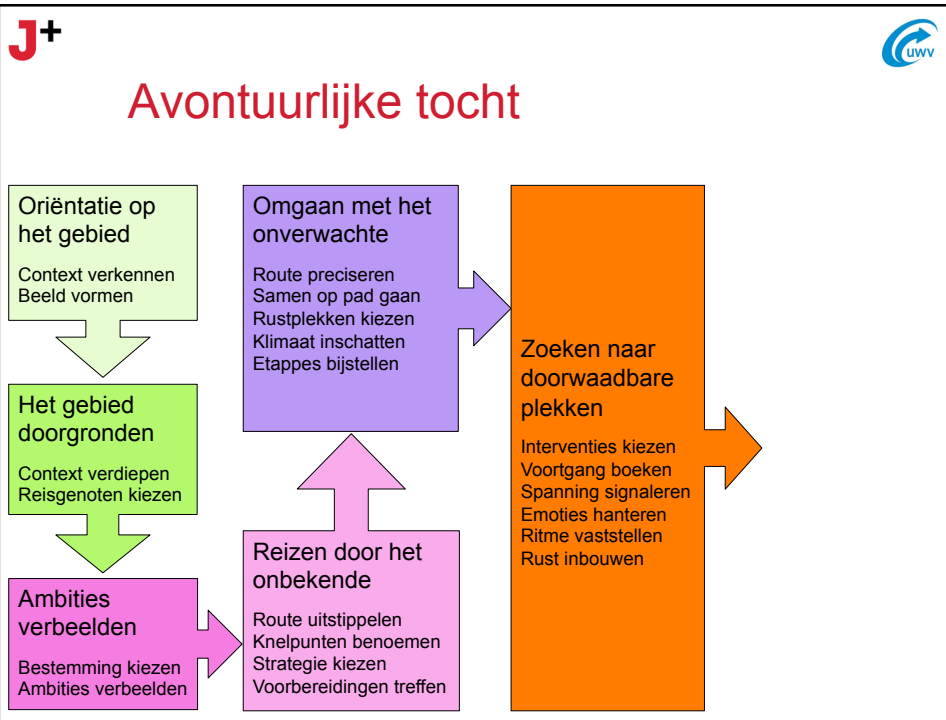 J+
uwv
Avontuurlijke tocht
Oriëntatie op
het gebied
Context verkennen
Beeld vormen
Het gebied
doorgronden
Context verdiepen
Reisgenoten kiezen
Ambities
verbeelden
Bestemming kiezen
Ambities verbeelden
Reizen door het
onbekende
Route uitstippelen
Knelpunten benoemen
Strategie kiezen
Voorbereidingen treffen
Omgaan met het
onverwachte
Route preciseren
Samen op pad gaan
Rustplekken kiezen
Klimaat inschatten
Etappes bijstellen
Zoeken naar
doorwaadbare
plekken
Interventies kiezen
Voortgang boeken
Spanning signaleren
Emoties hanteren
Ritme vaststellen
Rust inbouwen